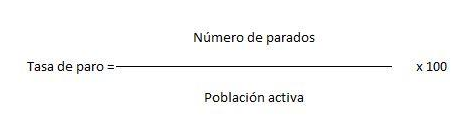 Número de parados
Tasa de paro = x 100
Población activa